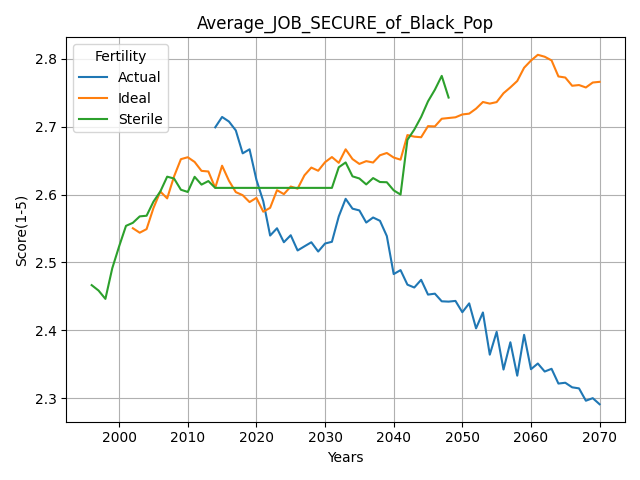 Average_JOB_SECURE_of_Black_Pop
Fertility
Actual
Ideal
Sterile
Score(1-5)
2.8
2.7
2.6
2.5
2.4
2.3
2000 2010 2020 2030 2040 2050 2060 2070
Years